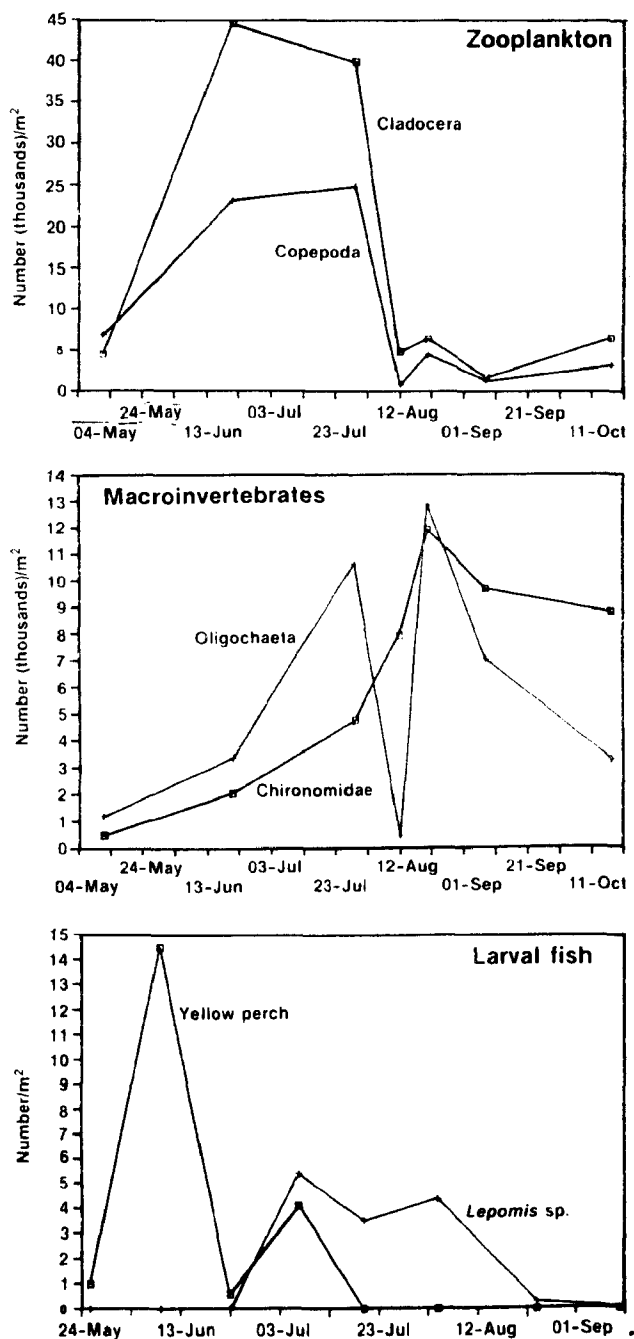 Zooplankton
Number (thousands)/m²
45
40
35
30
25
20
15
10
5
0
Cladocera
Copepoda
24-May 03-Jul 12-Aug 21-Sep
04-May 13-Jun 23-Jul 01-Sep 11-Oct
Macroinvertebrates
Number (thousands)/m²
14
13
12
11
10
9
8
7
6
5
4
3
2
1
0
Oligochaeta
Chironomidae
24-May 03-Jul 12-Aug 21-Sep
04-May 13-Jun 23-Jul 01-Sep 11-Oct
Larval fish
Number/m²
15
14
13
12
11
10
9
8
7
6
5
4
3
2
1
0
Yellow perch
Lepomis sp.
24-May 13-Jun 03-Jul 23-Jul 12-Aug 01-Sep